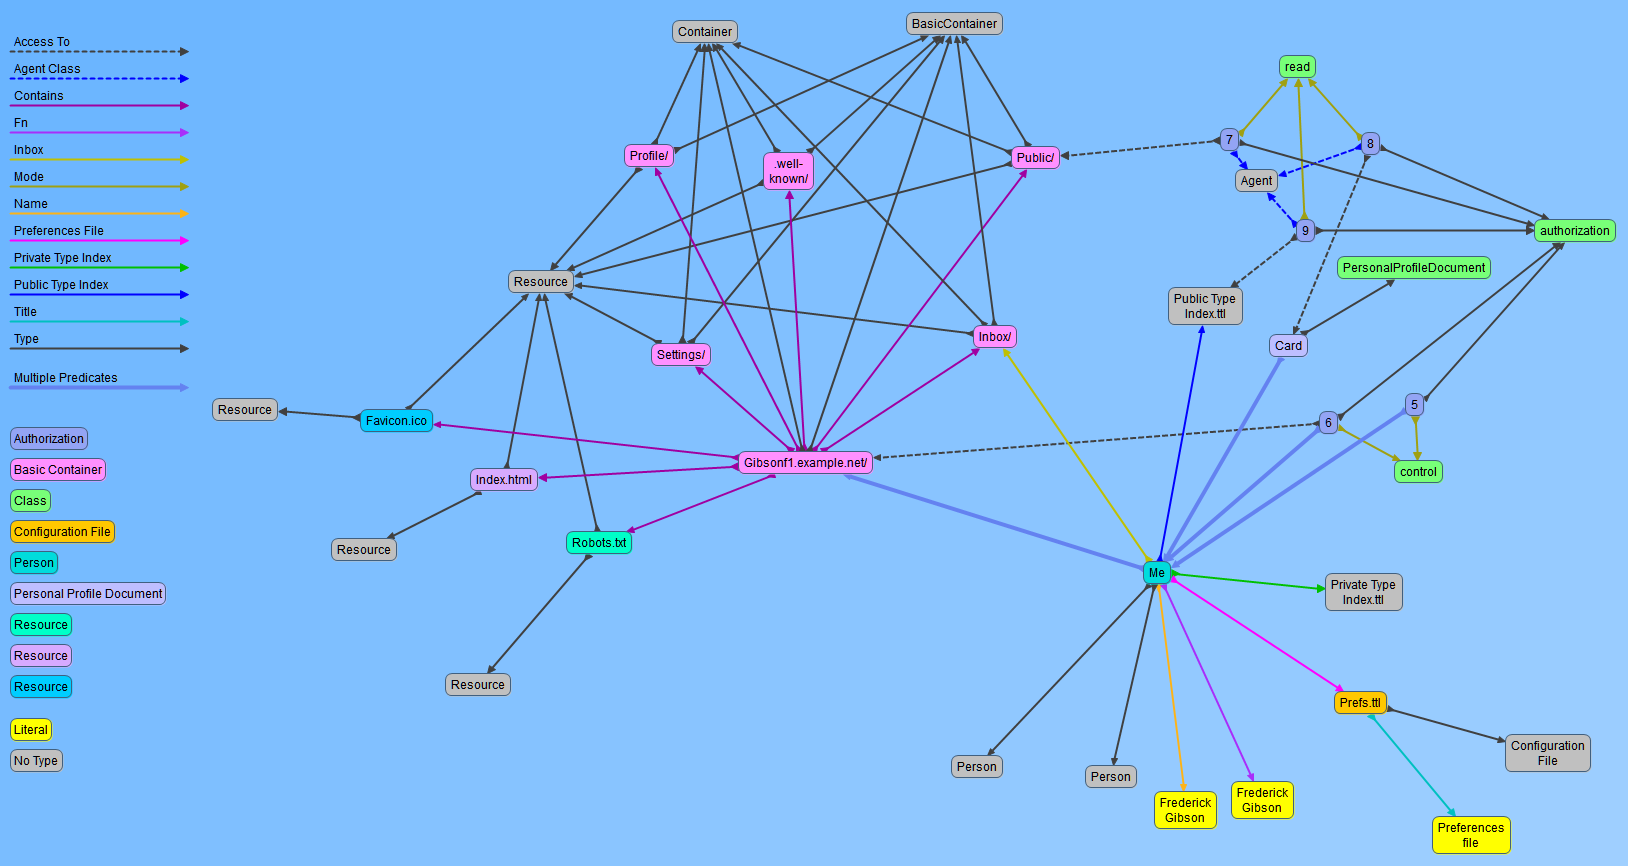 Access To
Agent Class
Contains
Fn
Inbox
Mode
Name
Preferences File
Private Type Index
Public Type Index
Title
Type
Multiple Predicates
Authorization
Basic Container
Class
Configuration File
Person
Personal Profile Document
Resource
Resource
Resource
Literal
No Type
Container
BasicContainer
read
7
8
Profile/
.well-
known/
Public/
Agent
9
authorization
PersonalProfileDocument
Resource
Public Type
Index.ttl
Inbox/
Card
Settings/
Resource
Favicon.ico
5
6
Gibsonf1.example.net/
control
Index.html
Resource
Robots.txt
Me
Private Type
Index.ttl
Resource
Prefs.ttl
Configuration
File
Person
Person
Frederick
Gibson
Frederick
Gibson
Preferences
file